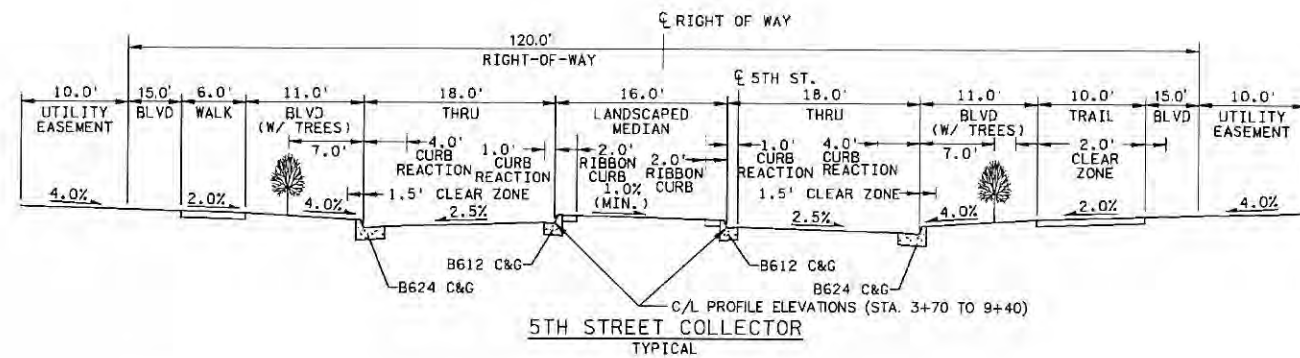 ℄ RIGHT OF WAY
120.0'
RIGHT-OF-WAY
℄ 5TH ST.
10.0'
UTILITY
EASEMENT
15.0'
BLVD
6.0'
WALK
11.0'
BLVD
(W/ TREES)
7.0'
18.0'
THRU
4.0'
CURB
REACTION
1.0'
CURB
REACTION
1.5' CLEAR ZONE
16.0'
LANDSCAPED
MEDIAN
2.0'
RIBBON
CURB
2.0'
RIBBON
CURB
1.0%
(MIN.)
18.0'
THRU
1.0'
CURB
REACTION
4.0'
CURB
REACTION
1.5' CLEAR ZONE
11.0'
BLVD
(W/ TREES)
7.0'
10.0'
TRAIL
2.0'
CLEAR
ZONE
15.0'
BLVD
10.0'
UTILITY
EASEMENT
4.0%
2.0%
4.0%
2.5%
2.5%
4.0%
2.0%
4.0%
B612 C&G
B624 C&G
B612 C&G
B624 C&G
C/L PROFILE ELEVATIONS (STA. 3+70 TO 9+40)
5TH STREET COLLECTOR
TYPICAL